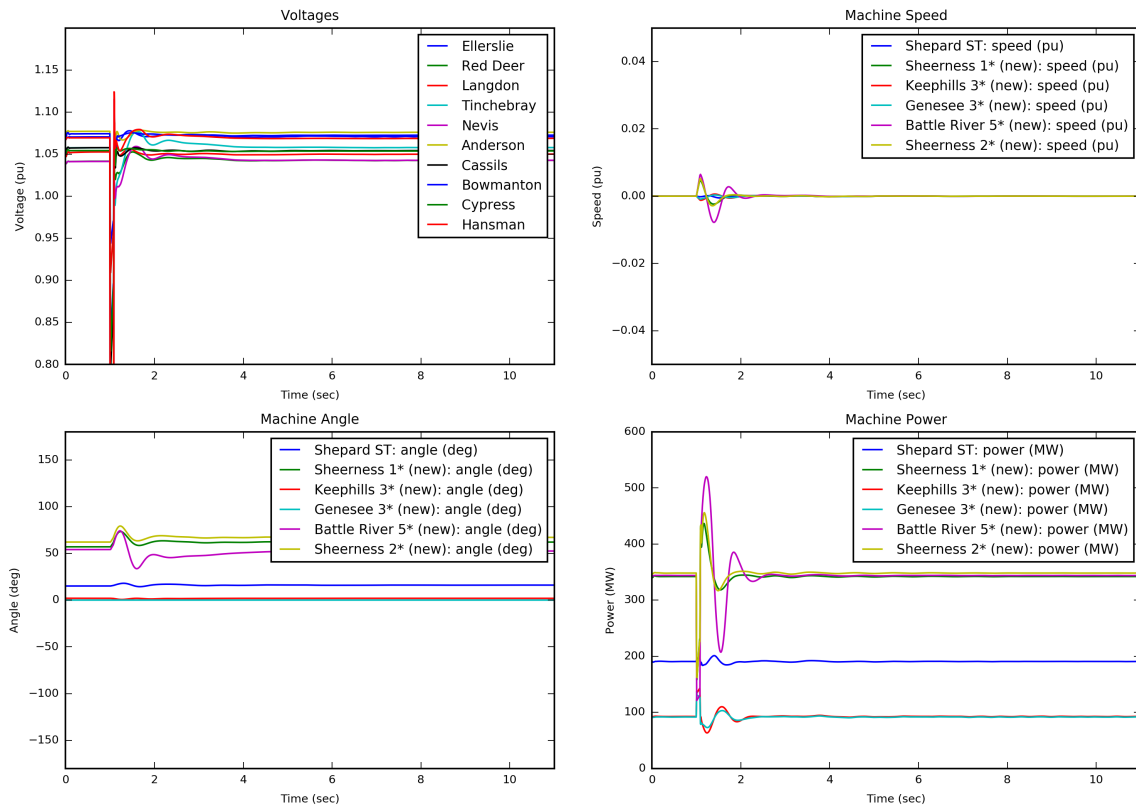 Voltages
Voltage (pu)
1.15
1.10
1.05
1.00
0.95
0.90
0.85
0.80
0 2 4 6 8 10
Time (sec)
Ellerslie
Red Deer
Langdon
Tinchebray
Nevis
Anderson
Cassils
Bowmanton
Cypress
Hansman
Machine Speed
Speed (pu)
0.04
0.02
0.00
−0.02
−0.04
0 2 4 6 8 10
Time (sec)
Shepard ST: speed (pu)
Sheerness 1* (new): speed (pu)
Keephills 3* (new): speed (pu)
Genesee 3* (new): speed (pu)
Battle River 5* (new): speed (pu)
Sheerness 2* (new): speed (pu)
Machine Angle
Angle (deg)
150
100
50
0
−50
−100
−150
0 2 4 6 8 10
Time (sec)
Shepard ST: angle (deg)
Sheerness 1* (new): angle (deg)
Keephills 3* (new): angle (deg)
Genesee 3* (new): angle (deg)
Battle River 5* (new): angle (deg)
Sheerness 2* (new): angle (deg)
Machine Power
Power (MW)
600
500
400
300
200
100
0
0 2 4 6 8 10
Time (sec)
Shepard ST: power (MW)
Sheerness 1* (new): power (MW)
Keephills 3* (new): power (MW)
Genesee 3* (new): power (MW)
Battle River 5* (new): power (MW)
Sheerness 2* (new): power (MW)